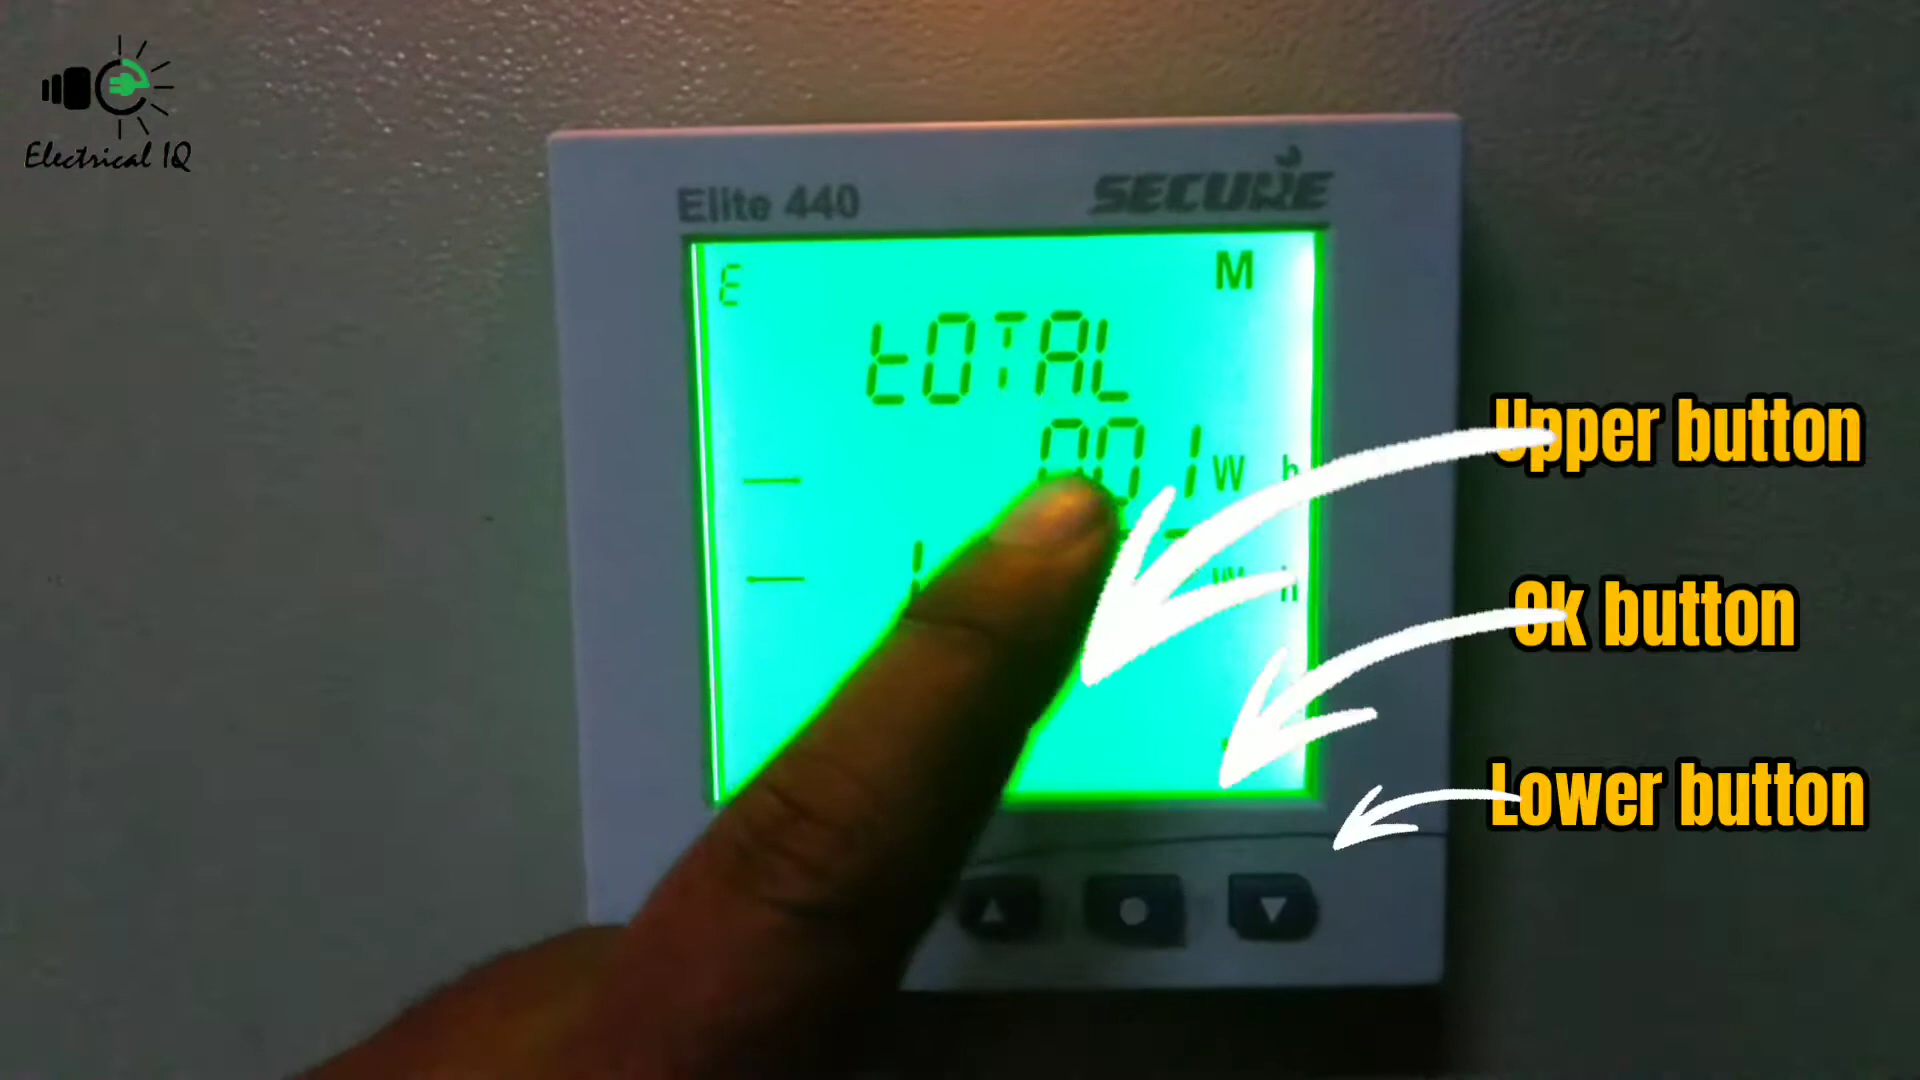 Electrical IQ
Elite 440
SECURE
E
M
tOTAL
001 W h
Upper button
Ok button
Lower button